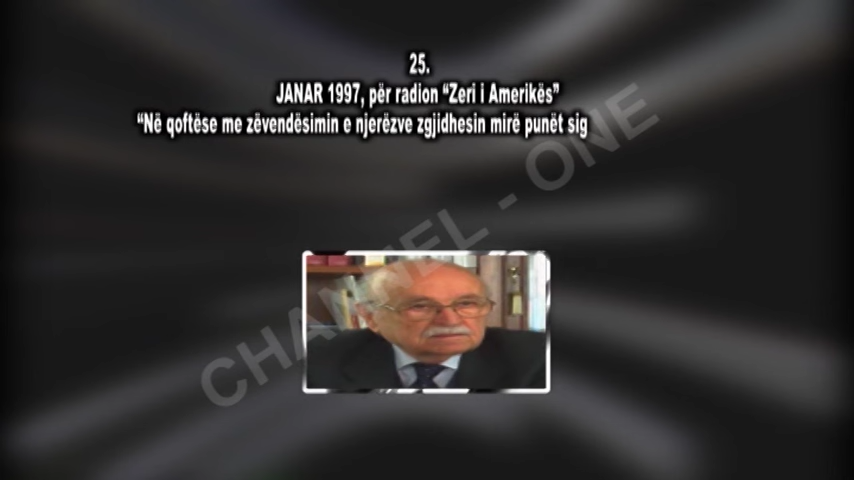 25.
JANAR 1997, për radion “Zeri i Amerikës”
“Në qoftëse me zëvendësimin e njerëzve zgjidhesin mirë punët sig
CHANNEL - ONE